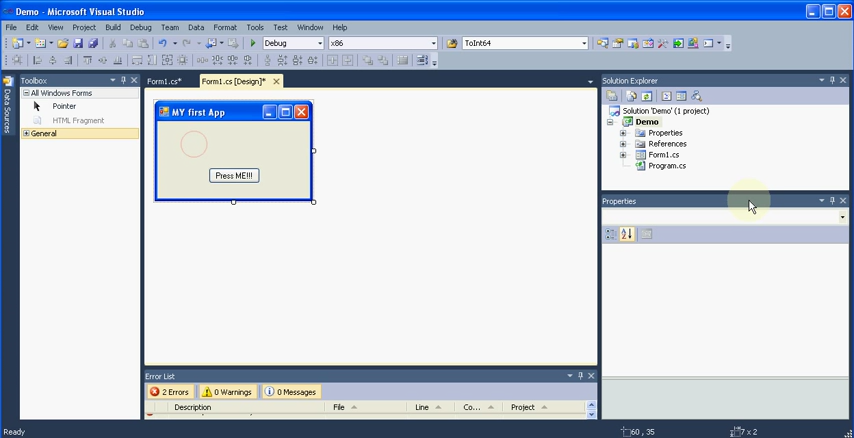 Demo - Microsoft Visual Studio
File Edit View Project Build Debug Team Data Format Tools Test Window Help
Debug x86 ToInt64
Data Sources
Toolbox
All Windows Forms
Pointer
HTML Fragment
General
Form1.cs* Form1.cs [Design]*
MY first App
Press ME!!!
Solution Explorer
Solution 'Demo' (1 project)
Demo
Properties
References
Form1.cs
Program.cs
Properties
Error List
2 Errors 0 Warnings 0 Messages
Description File Line Co... Project
Ready 60 , 35 7 x 2